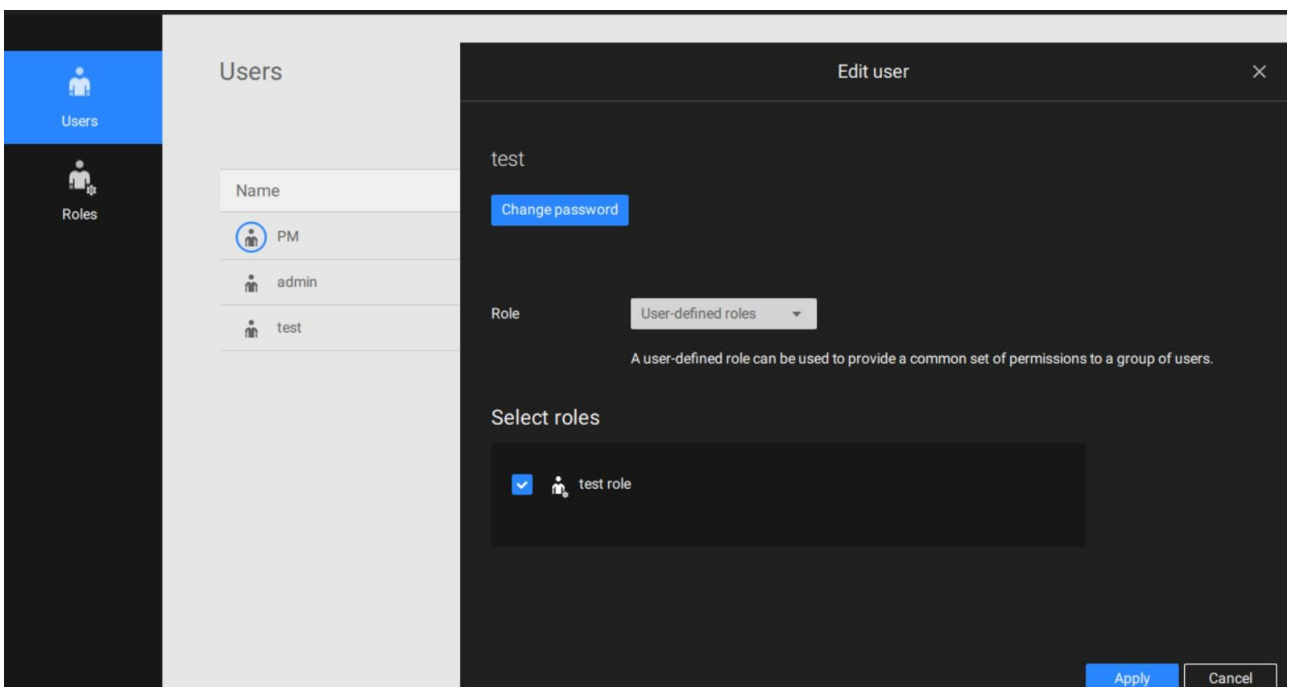 Users
Roles
Users
Name
PM
admin
test
Edit user
test
Change password
Role
User-defined roles
A user-defined role can be used to provide a common set of permissions to a group of users.
Select roles
test role
Apply
Cancel